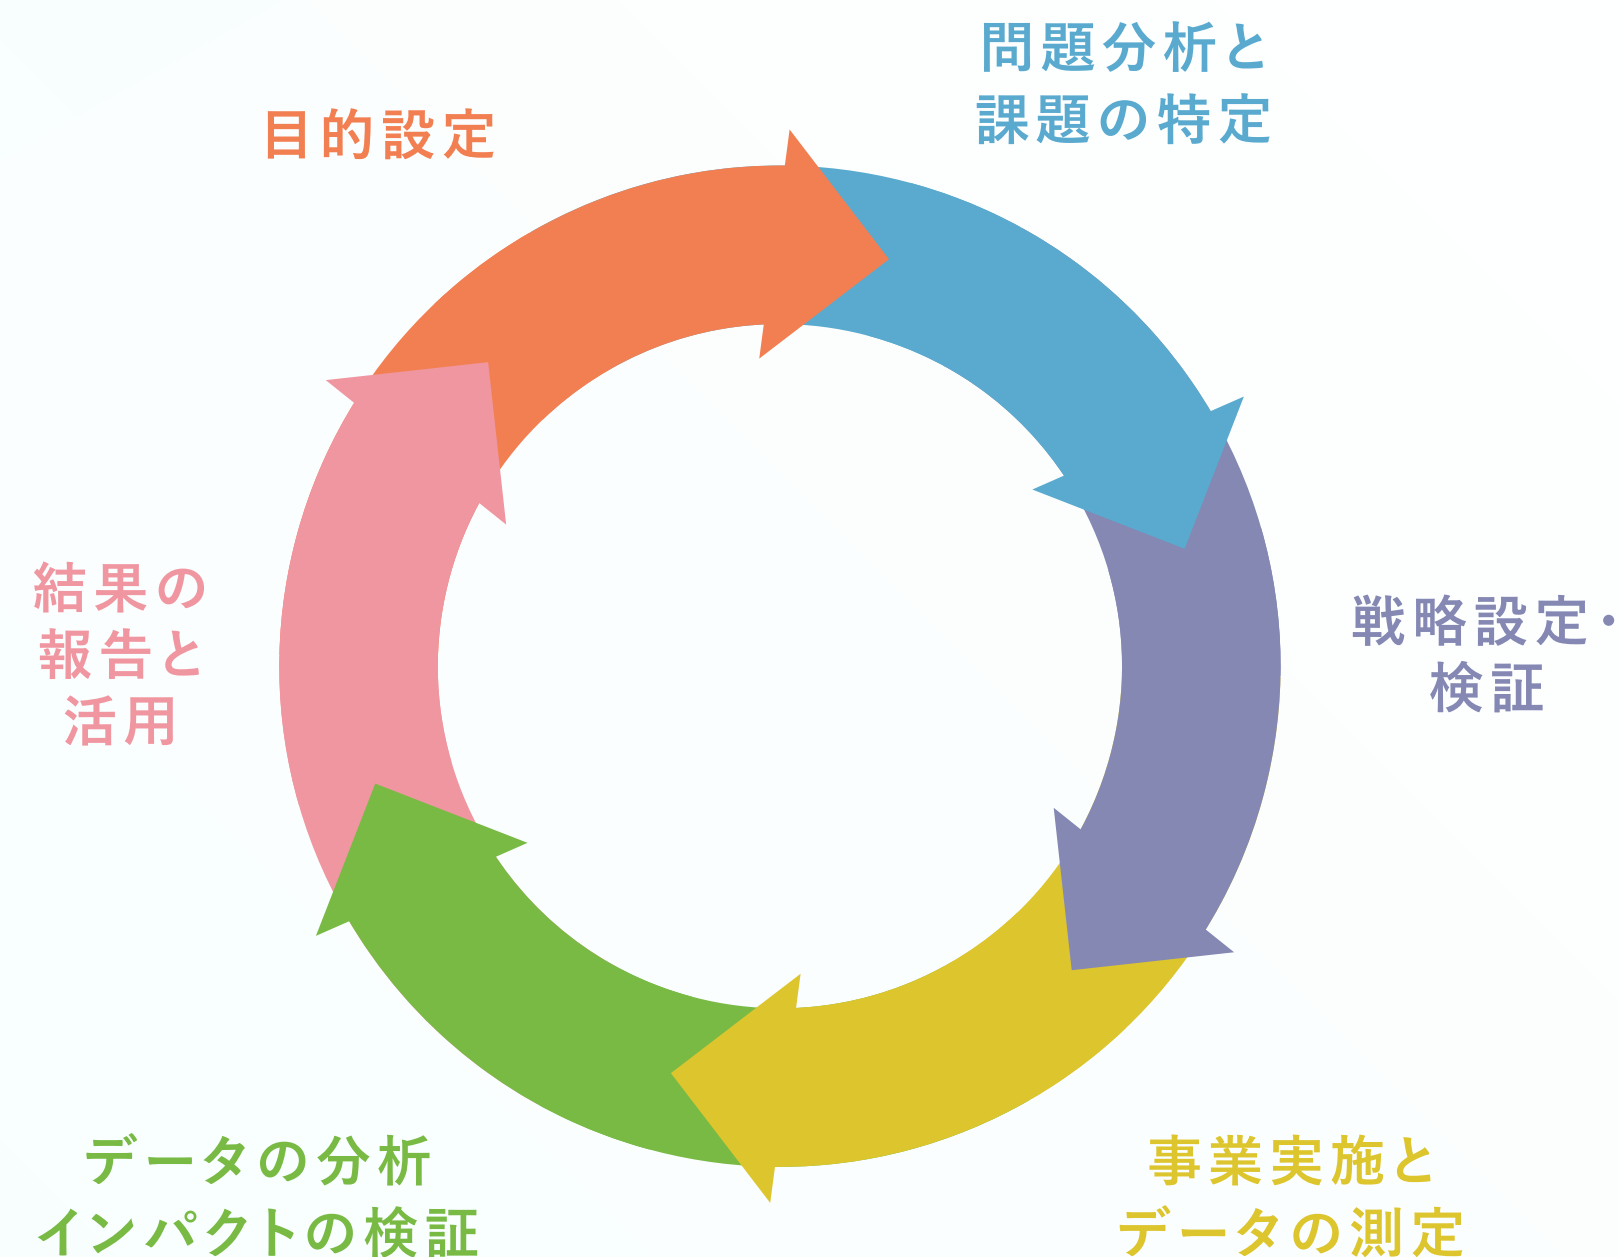 目的設定
問題分析と
課題の特定
戦略設定・
検証
事業実施と
データの測定
データの分析
インパクトの検証
結果の
報告と
活用